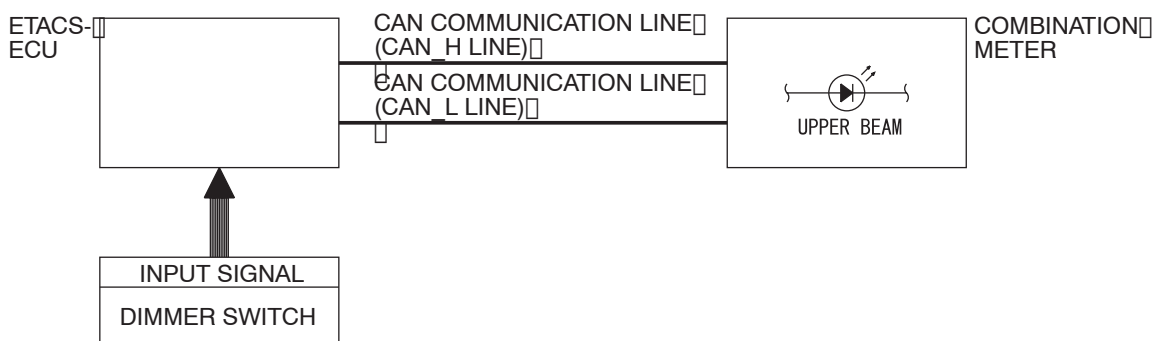 ETACS-
ECU
CAN COMMUNICATION LINE
(CAN_H LINE)
CAN COMMUNICATION LINE
(CAN_L LINE)
COMBINATION
METER
UPPER BEAM
INPUT SIGNAL
DIMMER SWITCH